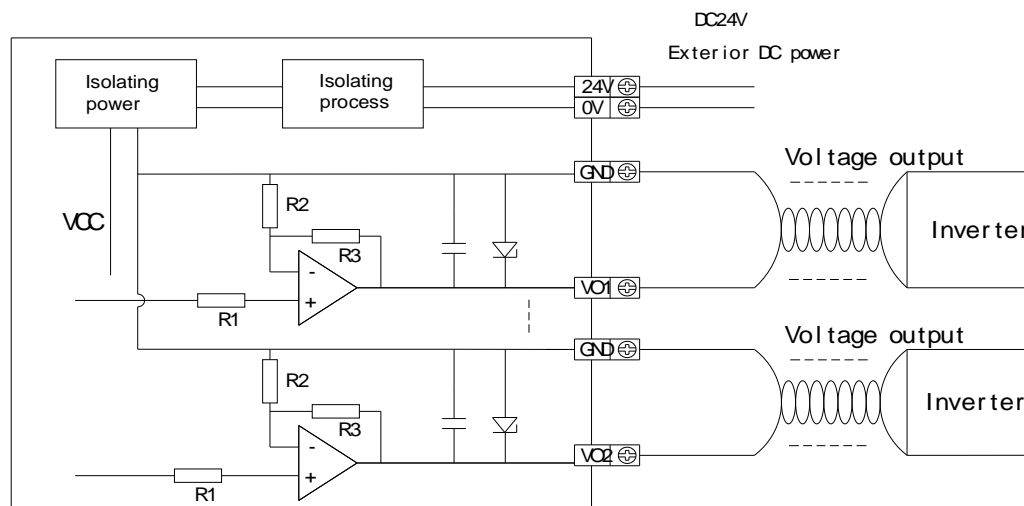 DC24V
Exterior DC power
Isolating
power
Isolating
process
24V
0V
GND
Voltage output
R2
VCC
R3
Inverter
-
+
VO1
R1
GND
Voltage output
R2
R3
Inverter
-
+
VO2
R1